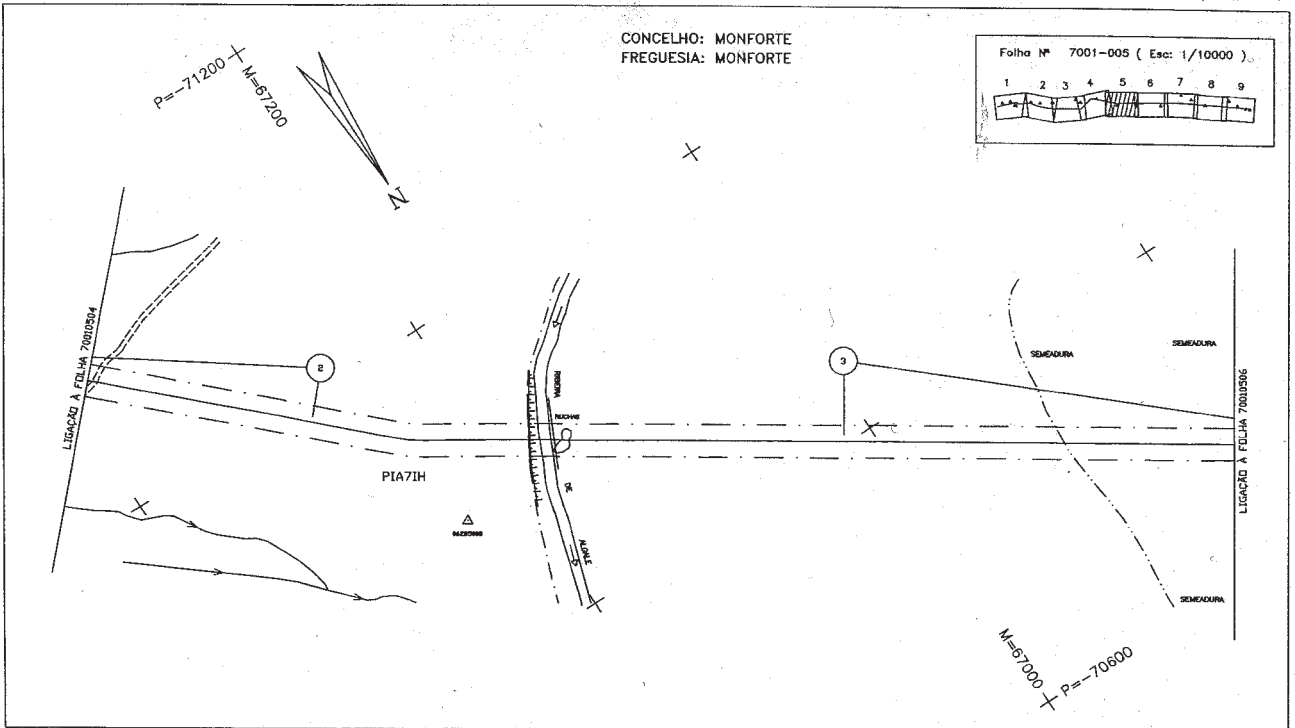 CONCELHO: MONFORTE
FREGUESIA: MONFORTE
Folha Nº 7001-005 ( Esc: 1/10000 )
1 2 3 4 5 6 7 8 9
P=-71200
M=67200
N
LIGAÇÃO À FOLHA 70010504
2
3
SEMEADURA
SEMEADURA
RIBEIRA
ROCHAS
DE
ALGALE
PIA7IH
LIGAÇÃO À FOLHA 70010506
SEMEADURA
M=67000
P=-70600